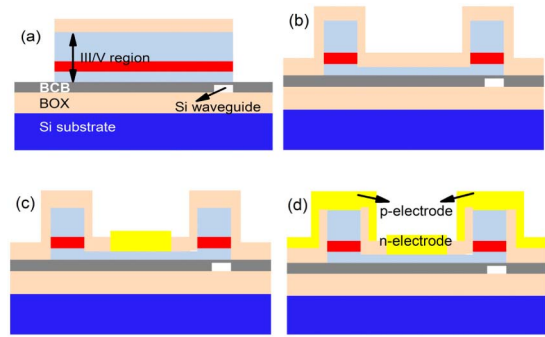 (a)
III/V region
BCB
BOX
Si waveguide
Si substrate
(b)
(c)
(d)
p-electrode
n-electrode